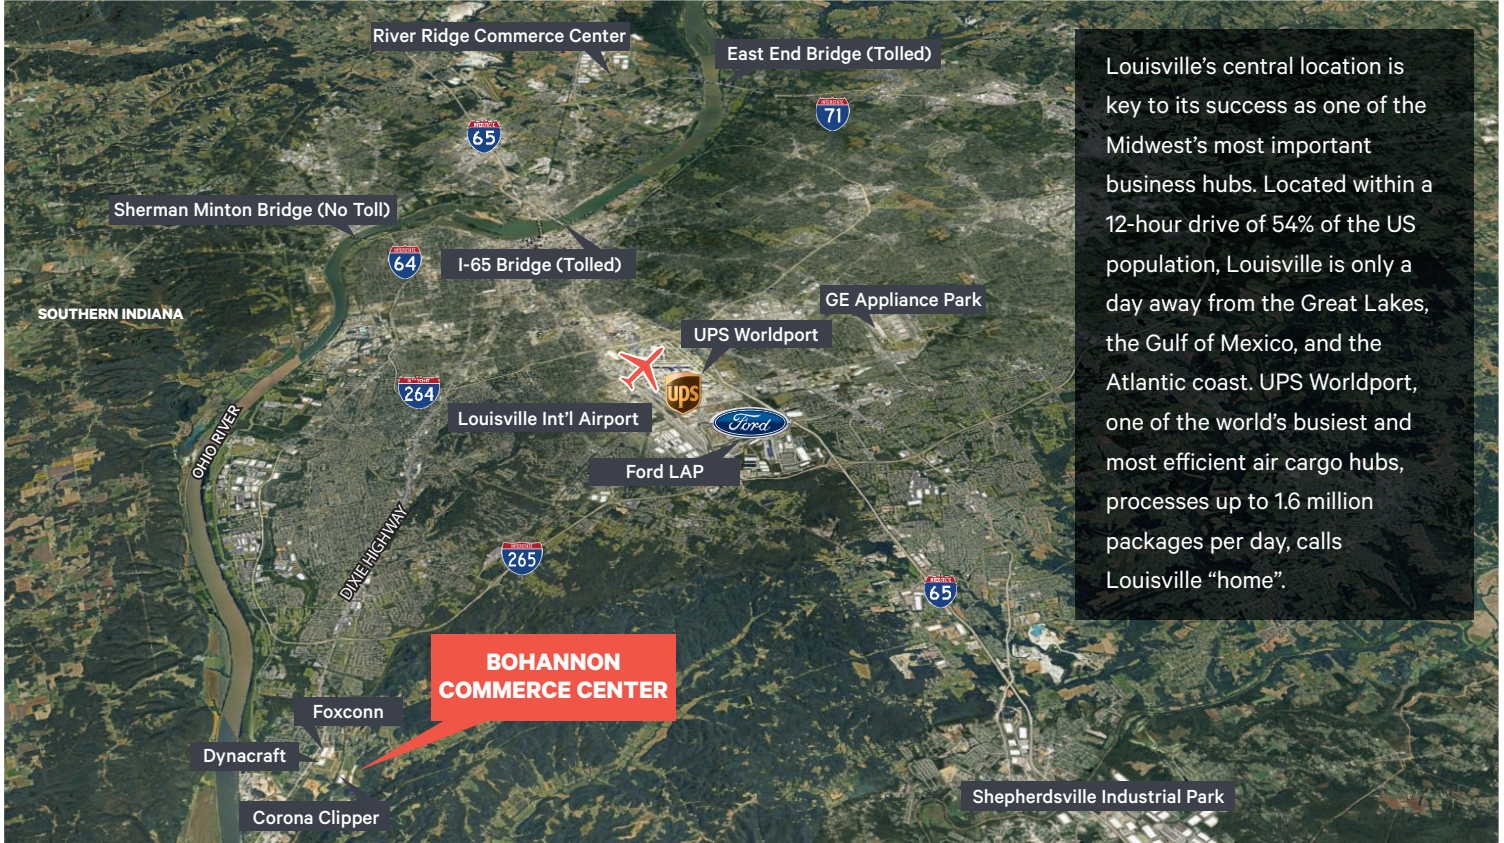 River Ridge Commerce Center
East End Bridge (Tolled)
INTERSTATE
71
INTERSTATE
65
Sherman Minton Bridge (No Toll)
INTERSTATE
64
I-65 Bridge (Tolled)
SOUTHERN INDIANA
GE Appliance Park
UPS Worldport
ups
INTERSTATE
264
Louisville Int'l Airport
Ford
Ford LAP
OHIO RIVER
DIXIE HIGHWAY
INTERSTATE
265
INTERSTATE
65
BOHANNON
COMMERCE CENTER
Foxconn
Dynacraft
Corona Clipper
Shepherdsville Industrial Park
Louisville’s central location is
key to its success as one of the
Midwest’s most important
business hubs. Located within a
12-hour drive of 54% of the US
population, Louisville is only a
day away from the Great Lakes,
the Gulf of Mexico, and the
Atlantic coast. UPS Worldport,
one of the world’s busiest and
most efficient air cargo hubs,
processes up to 1.6 million
packages per day, calls
Louisville “home”.